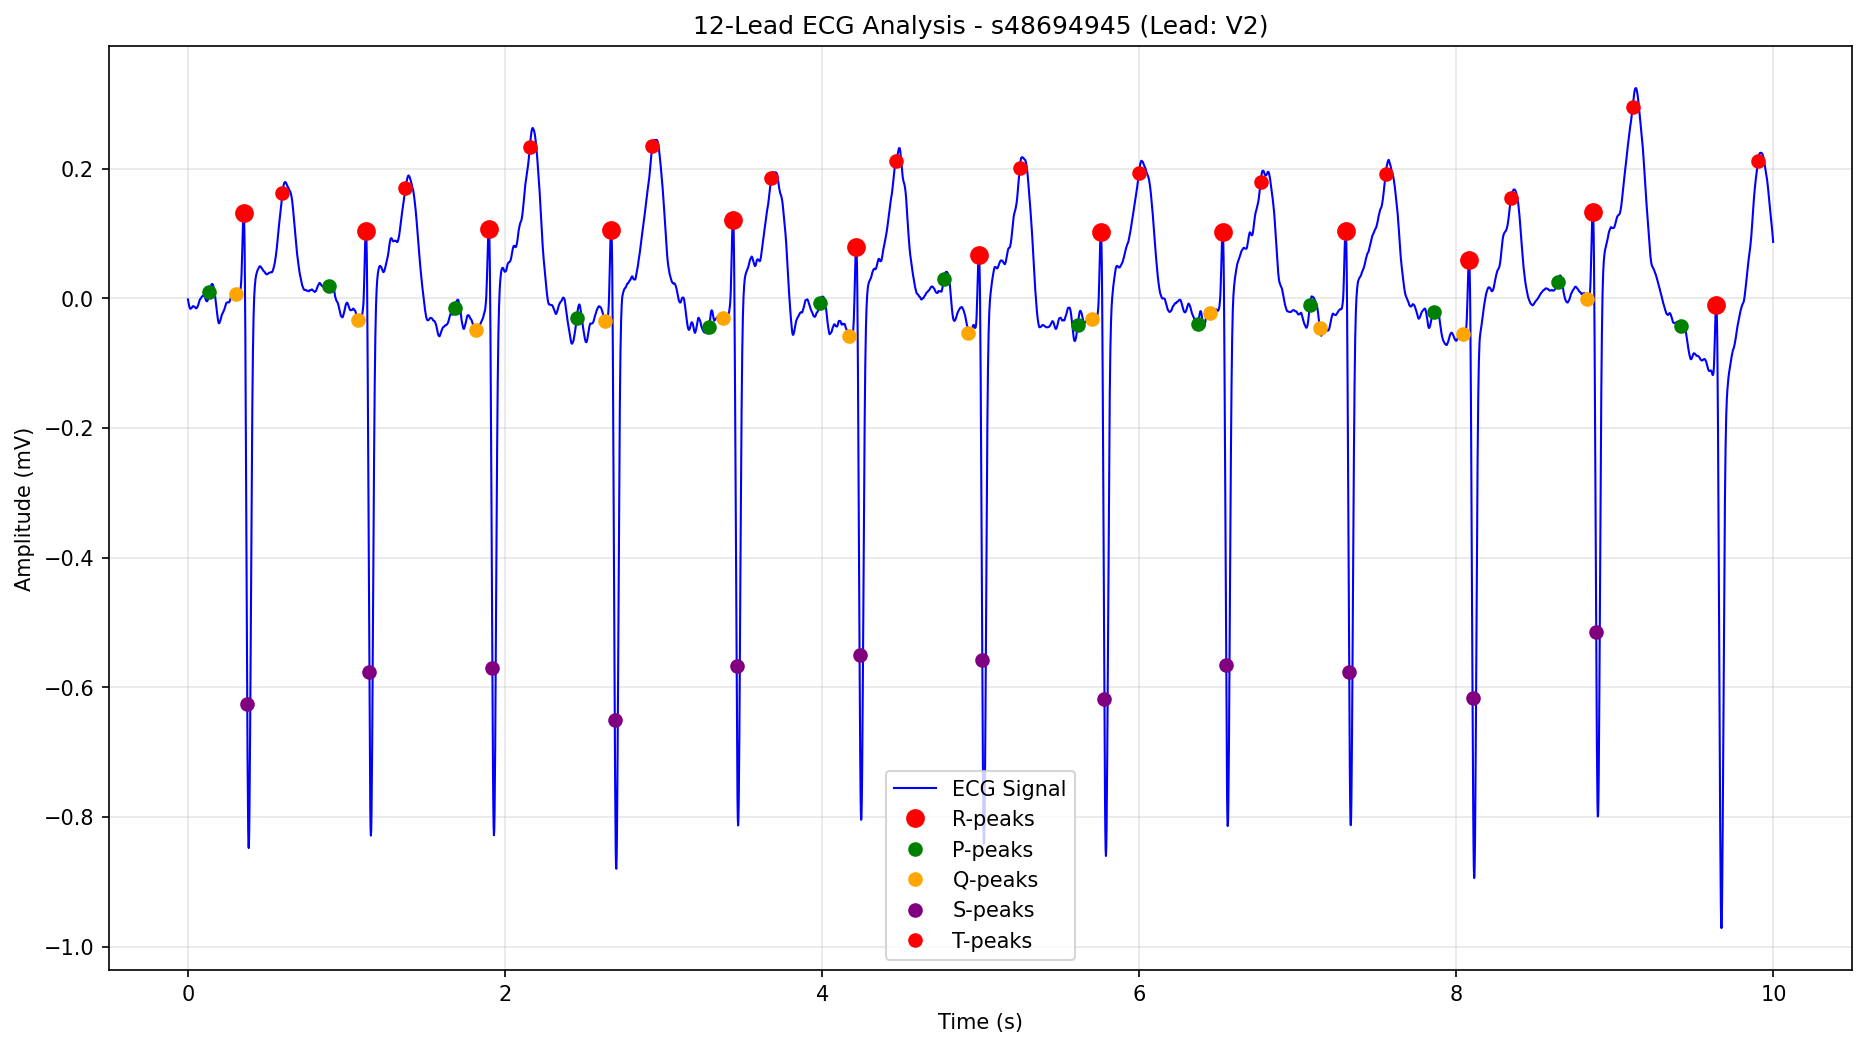 12-Lead ECG Analysis - s48694945 (Lead: V2)
Amplitude (mV)
0.2
0.0
−0.2
−0.4
−0.6
−0.8
−1.0
ECG Signal
R-peaks
P-peaks
Q-peaks
S-peaks
T-peaks
0 2 4 6 8 10
Time (s)